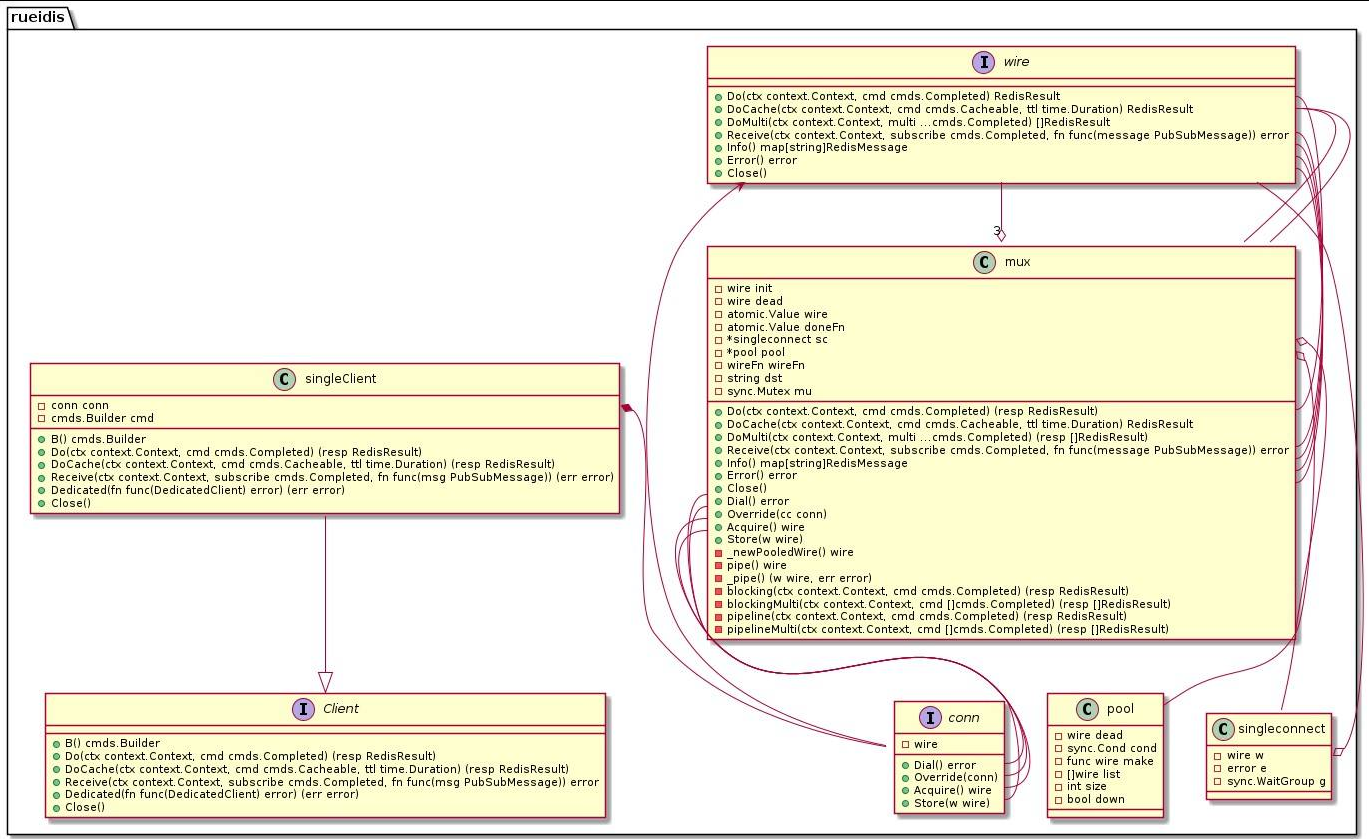 rueidis
I wire
Do(ctx context.Context, cmd cmds.Completed) RedisResult
DoCache(ctx context.Context, cmd cmds.Cacheable, ttl time.Duration) RedisResult
DoMulti(ctx context.Context, multi ...cmds.Completed) []RedisResult
Receive(ctx context.Context, subscribe cmds.Completed, fn func(message PubSubMessage)) error
Info() map[string]RedisMessage
Error() error
Close()
3
C mux
wire init
wire dead
atomic.Value wire
atomic.Value doneFn
*singleconnect sc
*pool pool
wireFn wireFn
string dst
sync.Mutex mu
Do(ctx context.Context, cmd cmds.Completed) (resp RedisResult)
DoCache(ctx context.Context, cmd cmds.Cacheable, ttl time.Duration RedisResult
DoMulti(ctx context.Context, multi ...cmds.Completed) (resp []RedisResult)
Receive(ctx context.Context, subscribe cmds.Completed, fn func(message PubSubMessage)) error
Info() map[string]RedisMessage
Error() error
Close()
Dial() error
Override(cc conn)
Acquire() wire
Store(w wire)
_newPooledWire() wire
pipe() wire
_pipe() (w wire, err error)
blocking(ctx context.Context, cmd cmds.Completed) (resp RedisResult)
blockingMulti(ctx context.Context, cmd []cmds.Completed) (resp []RedisResult)
pipeline(ctx context.Context, cmd cmds.Completed) (resp RedisResult)
pipelineMulti(ctx context.Context, cmd []cmds.Completed) (resp []RedisResult)
C singleClient
conn conn
cmds.Builder cmd
B() cmds.Builder
Do(ctx context.Context, cmd cmds.Completed) (resp RedisResult)
DoCache(ctx context.Context, cmd cmds.Cacheable, ttl time.Duration) (resp RedisResult)
Receive(ctx context.Context, subscribe cmds.Completed, fn func(msg PubSubMessage)) (err error)
Dedicated(fn func(DedicatedClient) error) (err error)
Close()
I Client
B() cmds.Builder
Do(ctx context.Context, cmd cmds.Completed) (resp RedisResult)
DoCache(ctx context.Context, cmd cmds.Cacheable, ttl time.Duration) (resp RedisResult)
Receive(ctx context.Context, subscribe cmds.Completed, fn func(msg PubSubMessage)) error
Dedicated(fn func(DedicatedClient) error) (err error)
Close()
I conn
wire
Dial() error
Override(conn)
Acquire() wire
Store(w wire)
C pool
wire dead
sync.Cond cond
func wire make
[]wire list
int size
bool down
C singleconnect
wire w
error e
sync.WaitGroup g